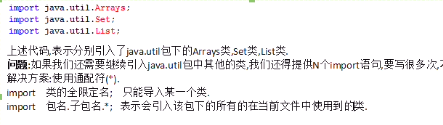 import java.util.Arrays;
import java.util.Set;
import java.util.List;
上述代码,表示分别引入了java.util包下的Arrays类,Set类,List类.
问题:如果我们还需要继续引入java.util包中其他的类,我们还得提供N个import语句,要写很多次,
解决方案:使用通配符(*).
import 类的全限定名; 只能导入某一个类.
import 包名.子包名.*; 表示会引入该包下的所有的在当前文件中使用到的类.